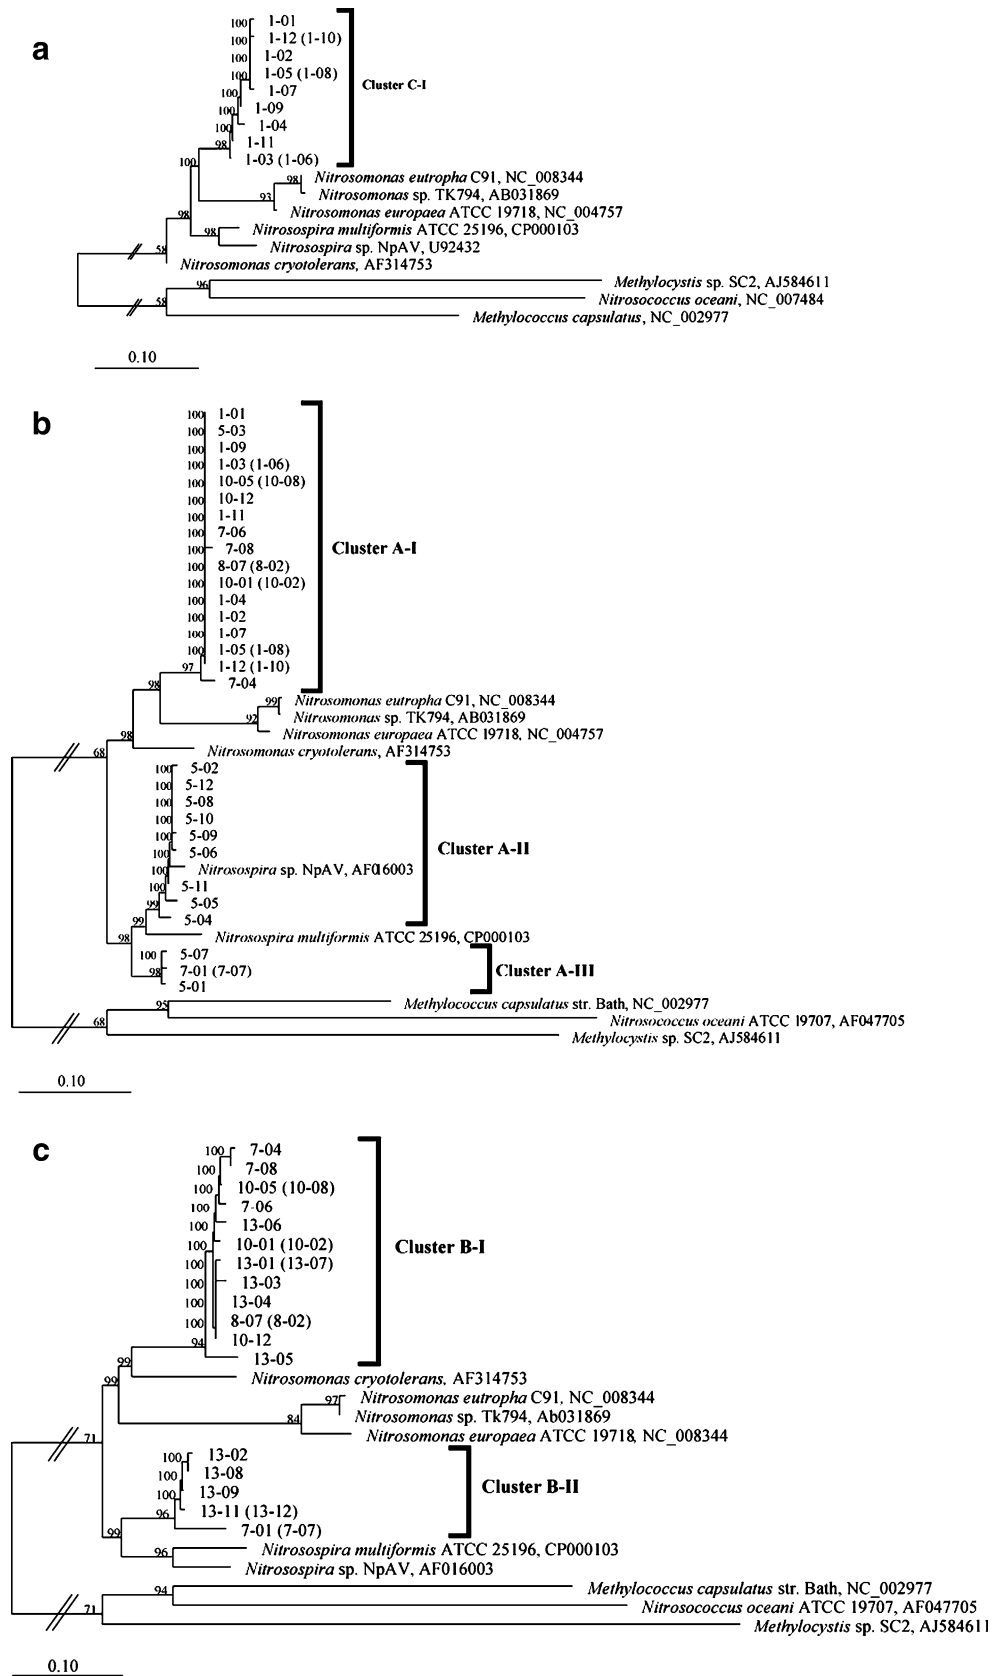 a
100 1-01
100 1-12 (1-10)
100 1-02
100 1-05 (1-08)
Cluster C-I
100 1-07
100 1-09
100 1-04
98 1-11
1-03 (1-06)
100
98 Nitrosomonas eutropha C91, NC_008344
93 Nitrosomonas sp. TK794, AB031869
Nitrosomonas europaea ATCC 19718, NC_004757
98
98 Nitrosospira multiformis ATCC 25196, CP000103
Nitrosospira sp. NpAV, U92432
58
Nitrosomonas cryotolerans, AF314753
96 Methylocystis sp. SC2, AJ584611
58 Nitrosococcus oceani, NC_007484
Methylococcus capsulatus, NC_002977
0.10
b
100 1-01
100 5-03
100 1-09
100 1-03 (1-06)
100 10-05 (10-08)
100 10-12
100 1-11
100 7-06
100 7-08
Cluster A-I
100 8-07 (8-02)
100 10-01 (10-02)
100 1-04
100 1-02
100 1-07
100 1-05 (1-08)
97 1-12 (1-10)
98 7-04
99 Nitrosomonas eutropha C91, NC_008344
92 Nitrosomonas sp. TK794, AB031869
98 Nitrosomonas europaea ATCC 19718, NC_004757
68 Nitrosomonas cryotolerans, AF314753
100 5-02
100 5-12
100 5-08
100 5-10
100 5-09
100 5-06
Cluster A-II
100 Nitrosospira sp. NpAV, AF016003
100 5-11
99 5-05
99 5-04
98 Nitrosospira multiformis ATCC 25196, CP000103
100 5-07
98 7-01 (7-07)
Cluster A-III
5-01
95 Methylococcus capsulatus str. Bath, NC_002977
68 Nitrosococcus oceani ATCC 19707, AF047705
Methylocystis sp. SC2, AJ584611
0.10
c
100 7-04
100 7-08
100 10-05 (10-08)
100 7-06
100 13-06
100 10-01 (10-02)
Cluster B-I
100 13-01 (13-07)
100 13-03
100 13-04
100 8-07 (8-02)
94 10-12
99 13-05
99 Nitrosomonas cryotolerans, AF314753
97 Nitrosomonas eutropha C91, NC_008344
84 Nitrosomonas sp. Tk794, Ab031869
71 Nitrosomonas europaea ATCC 19718, NC_008344
100 13-02
100 13-08
100 13-09
Cluster B-II
96 13-11 (13-12)
99 7-01 (7-07)
96 Nitrosospira multiformis ATCC 25196, CP000103
Nitrosospira sp. NpAV, AF016003
94 Methylococcus capsulatus str. Bath, NC_002977
71 Nitrosococcus oceani ATCC 19707, AF047705
Methylocystis sp. SC2, AJ584611
0.10